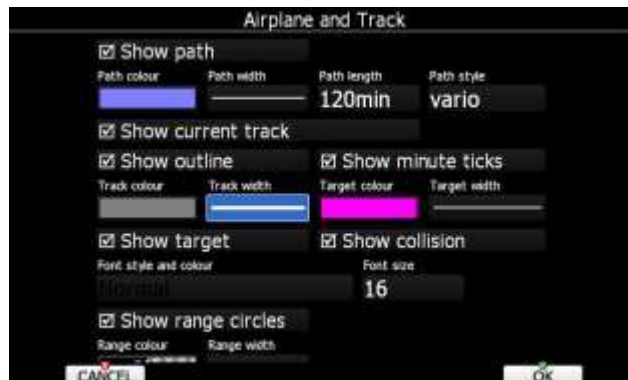 Airplane and Track
Show path
Path colour Path width Path length Path style
120min vario
Show current track
Show outline Show minute ticks
Track colour Track width Target colour Target width
Show target Show collision
Font style and colour Font size
Normal 16
Show range circles
Range colour Range width
CANCEL OK